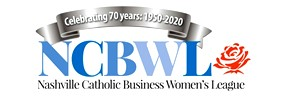 Celebrating 70 years: 1950-2020
NCBWL
Nashville Catholic Business Women's League